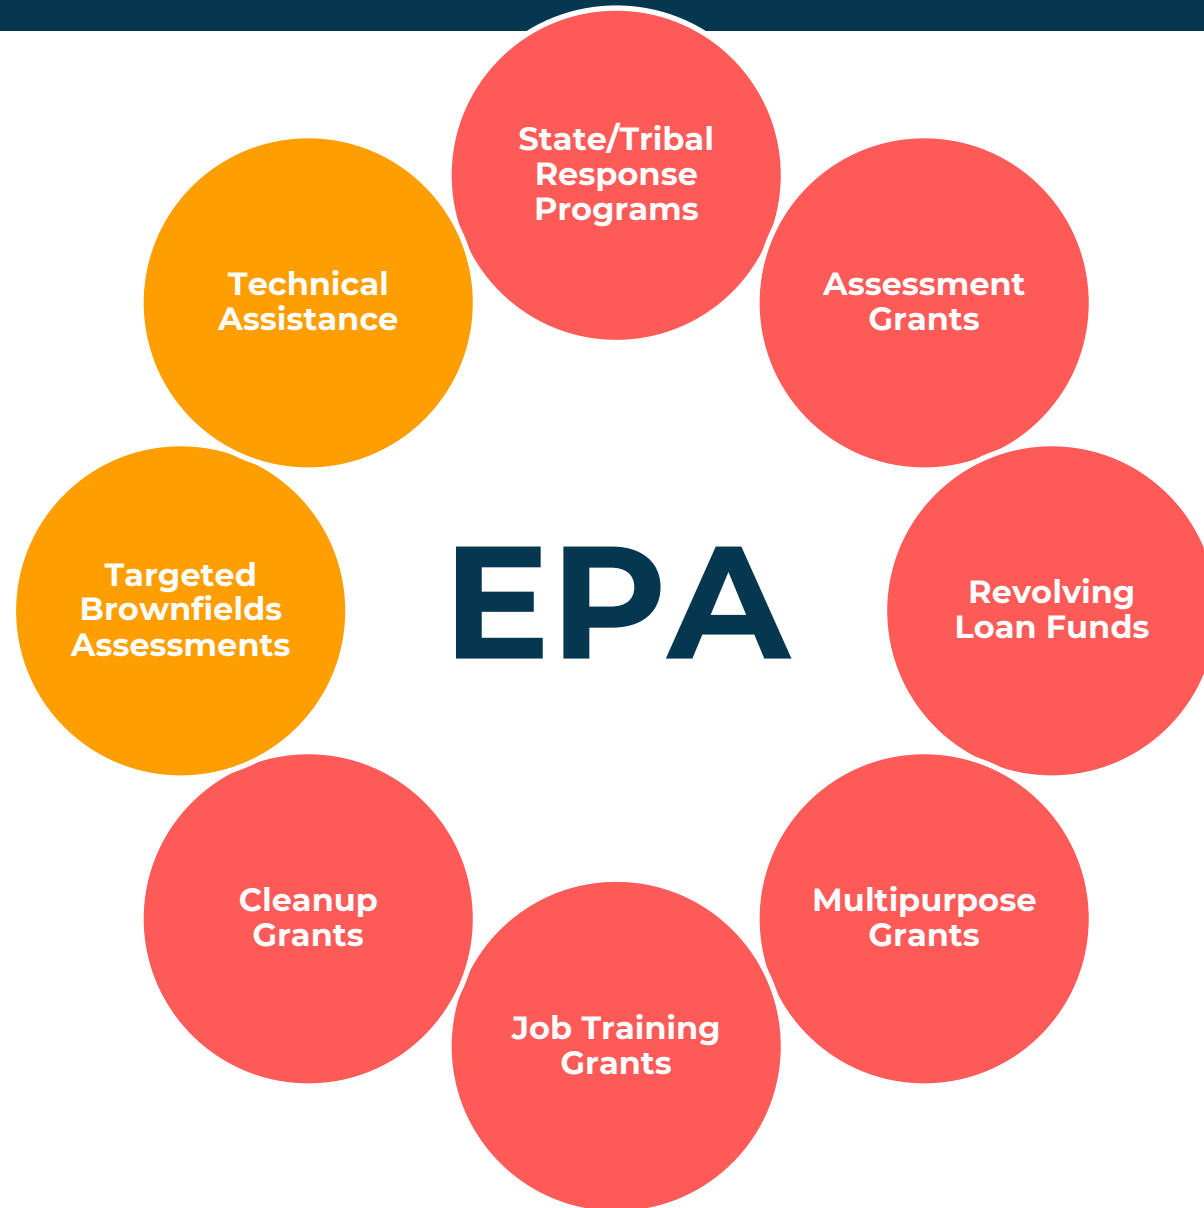 State/Tribal
Response
Programs
Assessment
Grants
Revolving
Loan Funds
Multipurpose
Grants
Job Training
Grants
Cleanup
Grants
Targeted
Brownfields
Assessments
Technical
Assistance
EPA